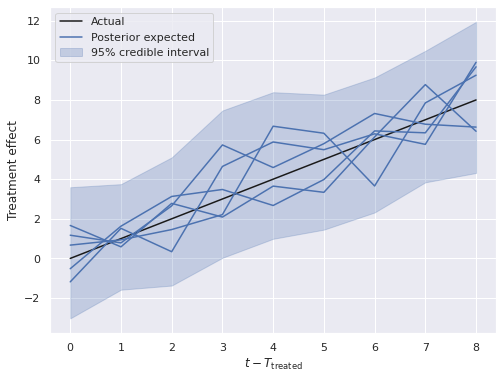 Actual
Posterior expected
95% credible interval
12
10
8
6
4
2
0
−2
Treatment effect
0 1 2 3 4 5 6 7 8
t − T_treated